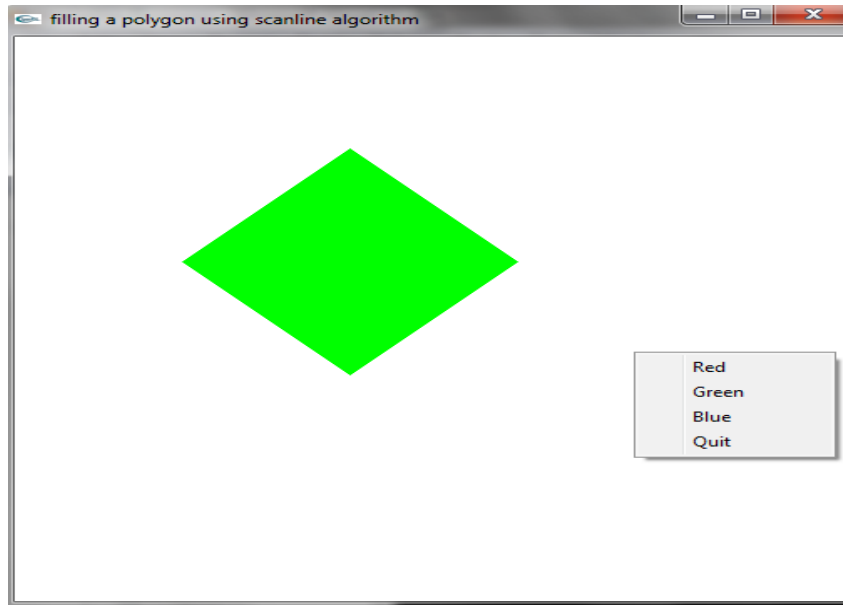 filling a polygon using scanline algorithm
Red
Green
Blue
Quit